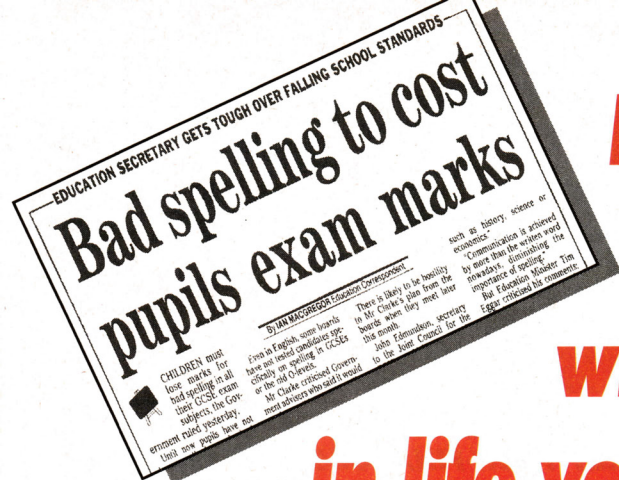 EDUCATION SECRETARY GETS TOUGH OVER FALLING SCHOOL STANDARDS
Bad spelling to cost
pupils exam marks
By IAN MACGREGOR Education Correspondent
CHILDREN must
lose marks for
bad spelling in all
their GCSE exam
subjects, the Gov-
ernment ruled yesterday.
Until now pupils have not
Even in English, some boards
have not tested candidates spe-
cifically on spelling in GCSEs
or the old O-levels.
Mr Clarke criticised Govern-
ment advisers who said it would
There is likely to be hostility
to Mr Clarke's plan from the
boards when they meet later
this month.
John Edmundson, secretary
to the Joint Council for the
such as history, science or
economics."
"Communication is achieved
by more than the written word
nowadays, diminishing the
importance of spelling."
But Education Minister Tim
Eggar criticised his comments:
in life